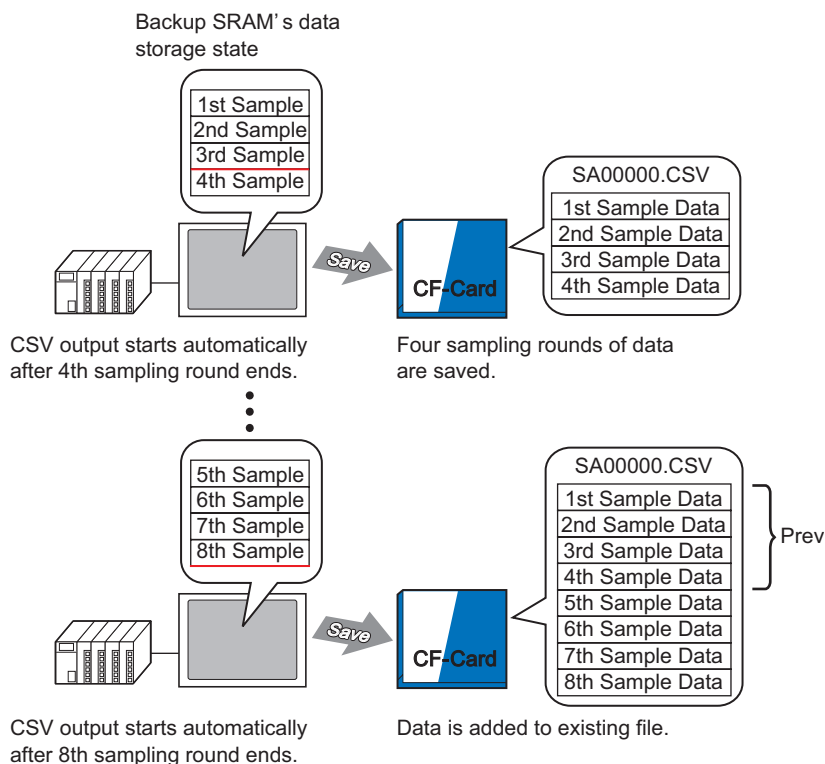 Backup SRAM's data
storage state
1st Sample
2nd Sample
3rd Sample
4th Sample
Save
CF-Card
SA00000.CSV
1st Sample Data
2nd Sample Data
3rd Sample Data
4th Sample Data
CSV output starts automatically
after 4th sampling round ends.
Four sampling rounds of data
are saved.
5th Sample
6th Sample
7th Sample
8th Sample
Save
CF-Card
SA00000.CSV
1st Sample Data
2nd Sample Data
3rd Sample Data
4th Sample Data
5th Sample Data
6th Sample Data
7th Sample Data
8th Sample Data
Prev
CSV output starts automatically
after 8th sampling round ends.
Data is added to existing file.